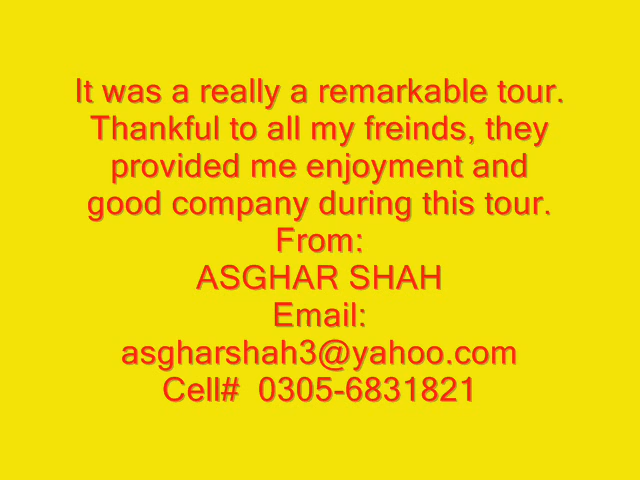 It was a really a remarkable tour.
Thankful to all my freinds, they
provided me enjoyment and
good company during this tour.
From:
ASGHAR SHAH
Email:
asgharshah3@yahoo.com
Cell#  0305-6831821